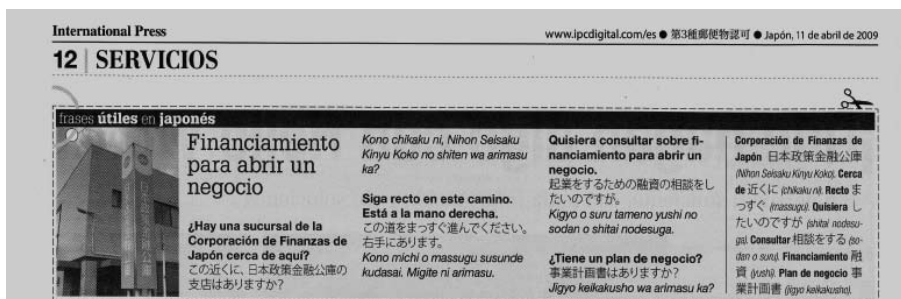 International Press
www.ipcdigital.com/es ● 第3種郵便物認可 ● Japón, 11 de abril de 2009
12 | SERVICIOS
frases útiles en japonés
Financiamiento
para abrir un
negocio
¿Hay una sucursal de la
Corporación de Finanzas de
Japón cerca de aquí?
この近くに、日本政策金融公庫の
支店はありますか?
Kono chikaku ni, Nihon Seisaku
Kinyu Koko no shiten wa arimasu
ka?
Siga recto en este camino.
Está a la mano derecha.
この道をまっすぐ進んでください。
右手にあります。
Kono michi o massugu susunde
kudasai. Migite ni arimasu.
Quisiera consultar sobre fi-
nanciamiento para abrir un
negocio.
起業をするための融資の相談をし
たいのですが。
Kigyo o suru tameno yushi no
sodan o shitai nodesuga.
¿Tiene un plan de negocio?
事業計画書はありますか?
Jigyo keikakusho wa arimasu ka?
Corporación de Finanzas de
Japón 日本政策金融公庫
(Nihon Seisaku Kinyu Koko). Cerca
de 近くに (chikaku ni). Recto ま
っすぐ (massugu). Quisiera し
たいのですが (shitai nodesu-
ga). Consultar 相談をする (so-
dan o suru). Financiamiento 融
資 (yushi). Plan de negocio 事
業計画書 (jigyo keikakusho).